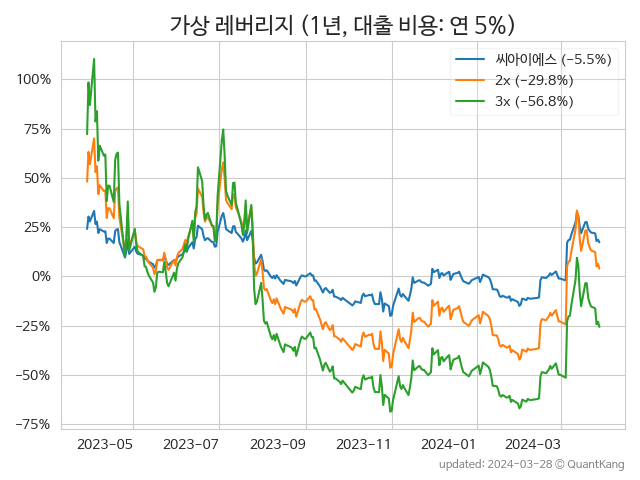 가상 레버리지 (1년, 대출 비용: 연 5%)
씨아이에스 (−5.5%)
2x (−29.8%)
3x (−56.8%)
100%
75%
50%
25%
0%
−25%
−50%
−75%
2023-05 2023-07 2023-09 2023-11 2024-01 2024-03
updated: 2024-03-28 © QuantKang